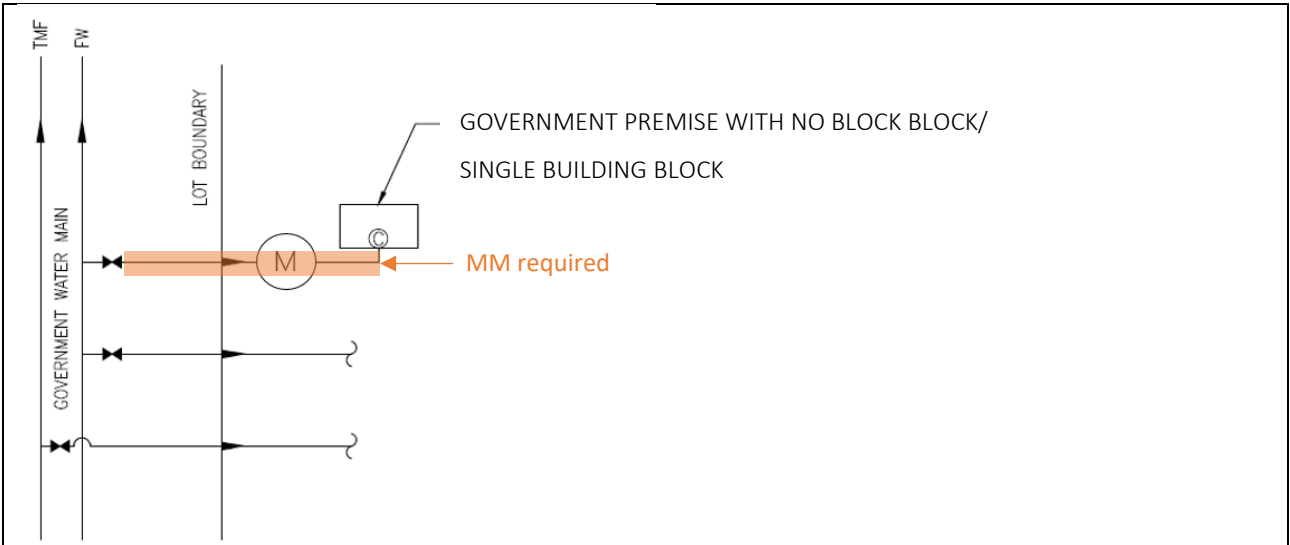 TMF
FW
LOT BOUNDARY
GOVERNMENT WATER MAIN
GOVERNMENT PREMISE WITH NO BLOCK BLOCK/
SINGLE BUILDING BLOCK
C
M
MM required